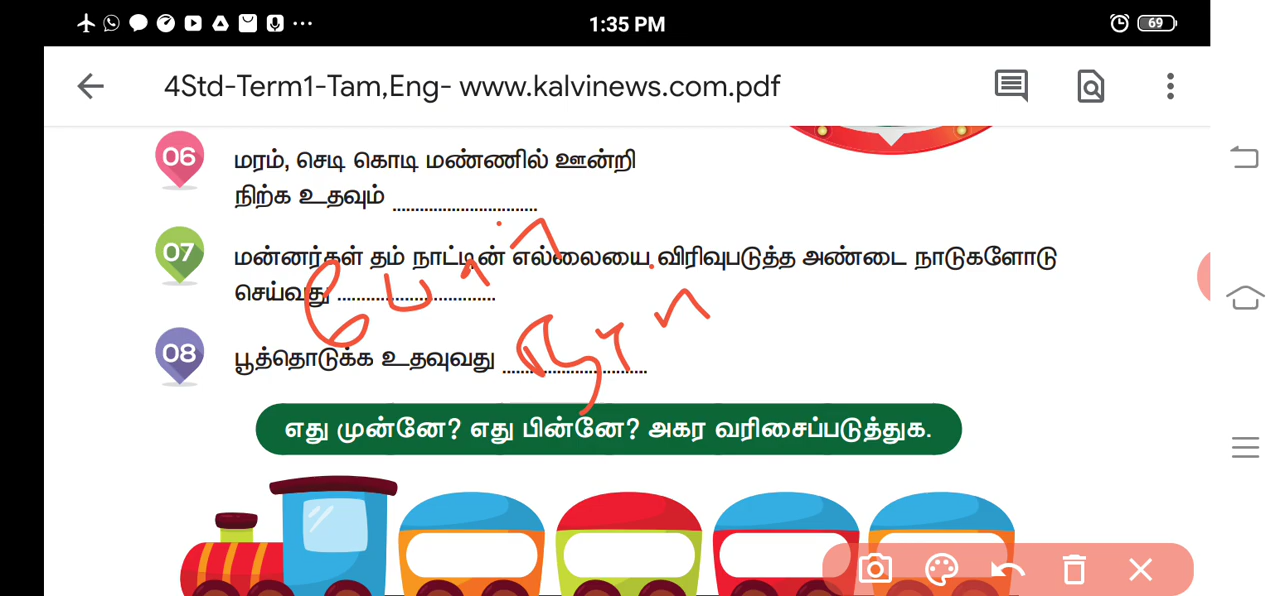 1:35 PM
69
4Std-Term1-Tam,Eng- www.kalvinews.com.pdf
06 மரம், செடி கொடி மண்ணில் ஊன்றி
நிற்க உதவும் ................................
07 மன்னர்கள் தம் நாட்டின் எல்லையை விரிவுபடுத்த அண்டை நாடுகளோடு
செய்வது ...................................
08 பூத்தொடுக்க உதவுவது ................................
எது முன்னே? எது பின்னே? அகர வரிசைப்படுத்துக.